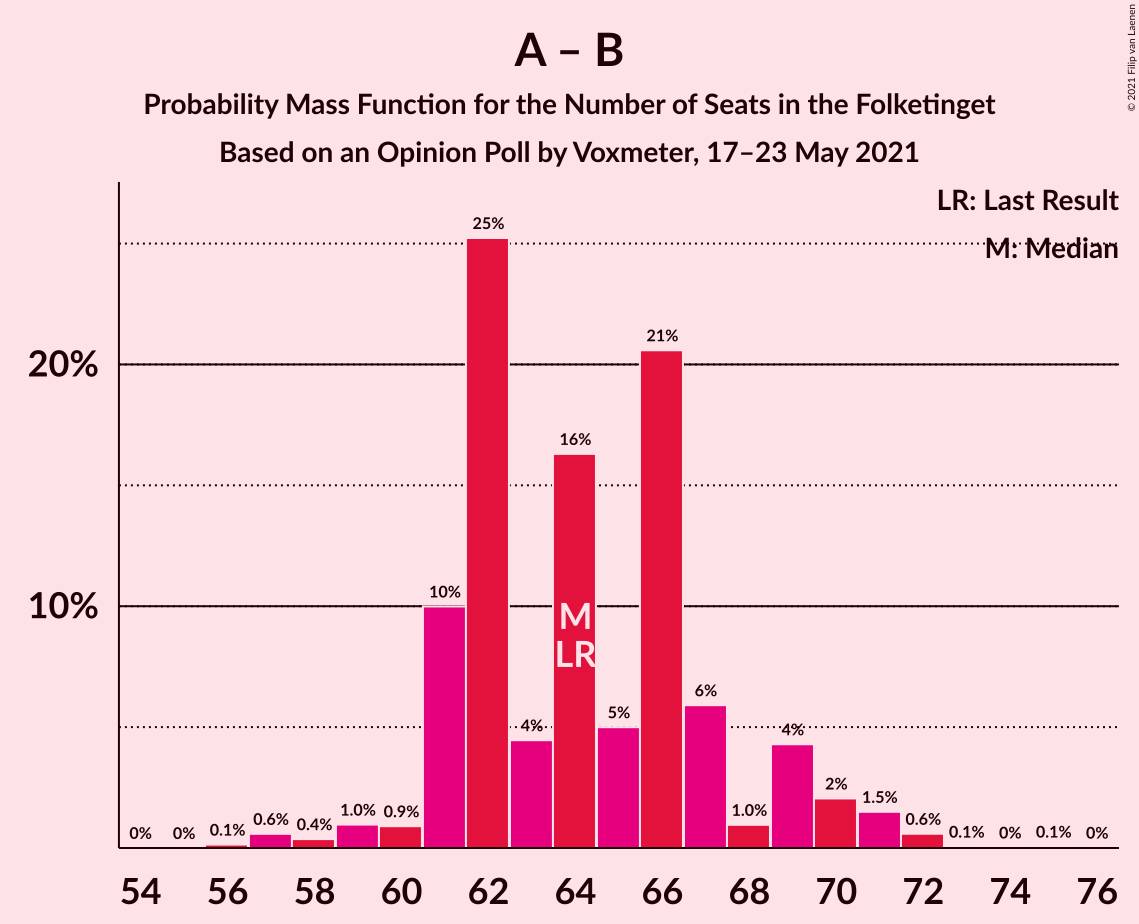 A – B
Probability Mass Function for the Number of Seats in the Folketinget
Based on an Opinion Poll by Voxmeter, 17–23 May 2021
© 2021 Filip van Laenen
LR: Last Result
M: Median
20%
10%
0%
0%
0.1%
0.6%
0.4%
1.0%
0.9%
10%
25%
4%
16%
5%
21%
6%
1.0%
4%
2%
1.5%
0.6%
0.1%
0%
0.1%
0%
M
LR
54 56 58 60 62 64 66 68 70 72 74 76